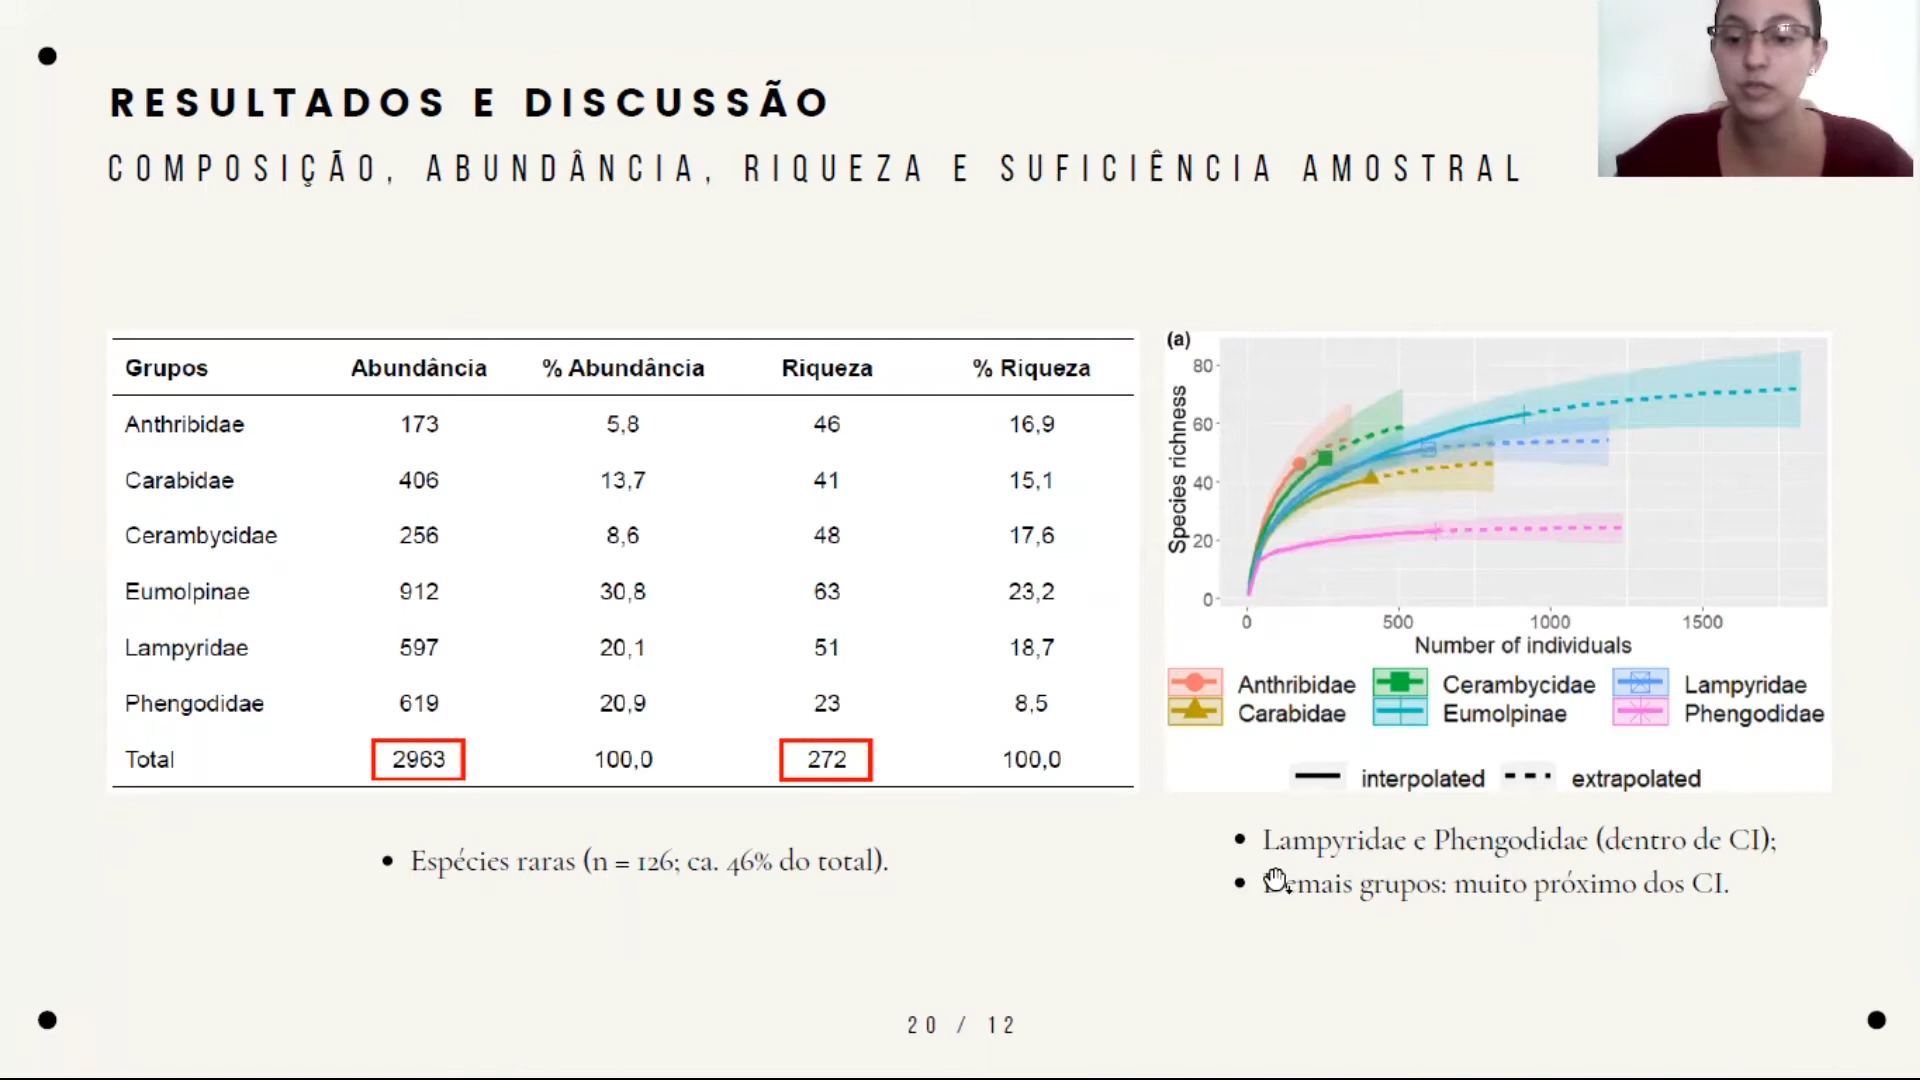 RESULTADOS E DISCUSSÃO
COMPOSIÇÃO, ABUNDÂNCIA, RIQUEZA E SUFICIÊNCIA AMOSTRAL
Grupos Abundância % Abundância Riqueza % Riqueza
Anthribidae 173 5,8 46 16,9
Carabidae 406 13,7 41 15,1
Cerambycidae 256 8,6 48 17,6
Eumolpinae 912 30,8 63 23,2
Lampyridae 597 20,1 51 18,7
Phengodidae 619 20,9 23 8,5
Total 2963 100,0 272 100,0
• Espécies raras (n = 126; ca. 46% do total).
(a)
Species richness
80
60
40
20
0
0 500 1000 1500
Number of individuals
Anthribidae Cerambycidae Lampyridae
Carabidae Eumolpinae Phengodidae
interpolated extrapolated
• Lampyridae e Phengodidae (dentro de CI);
• Demais grupos: muito próximo dos CI.
20 / 12